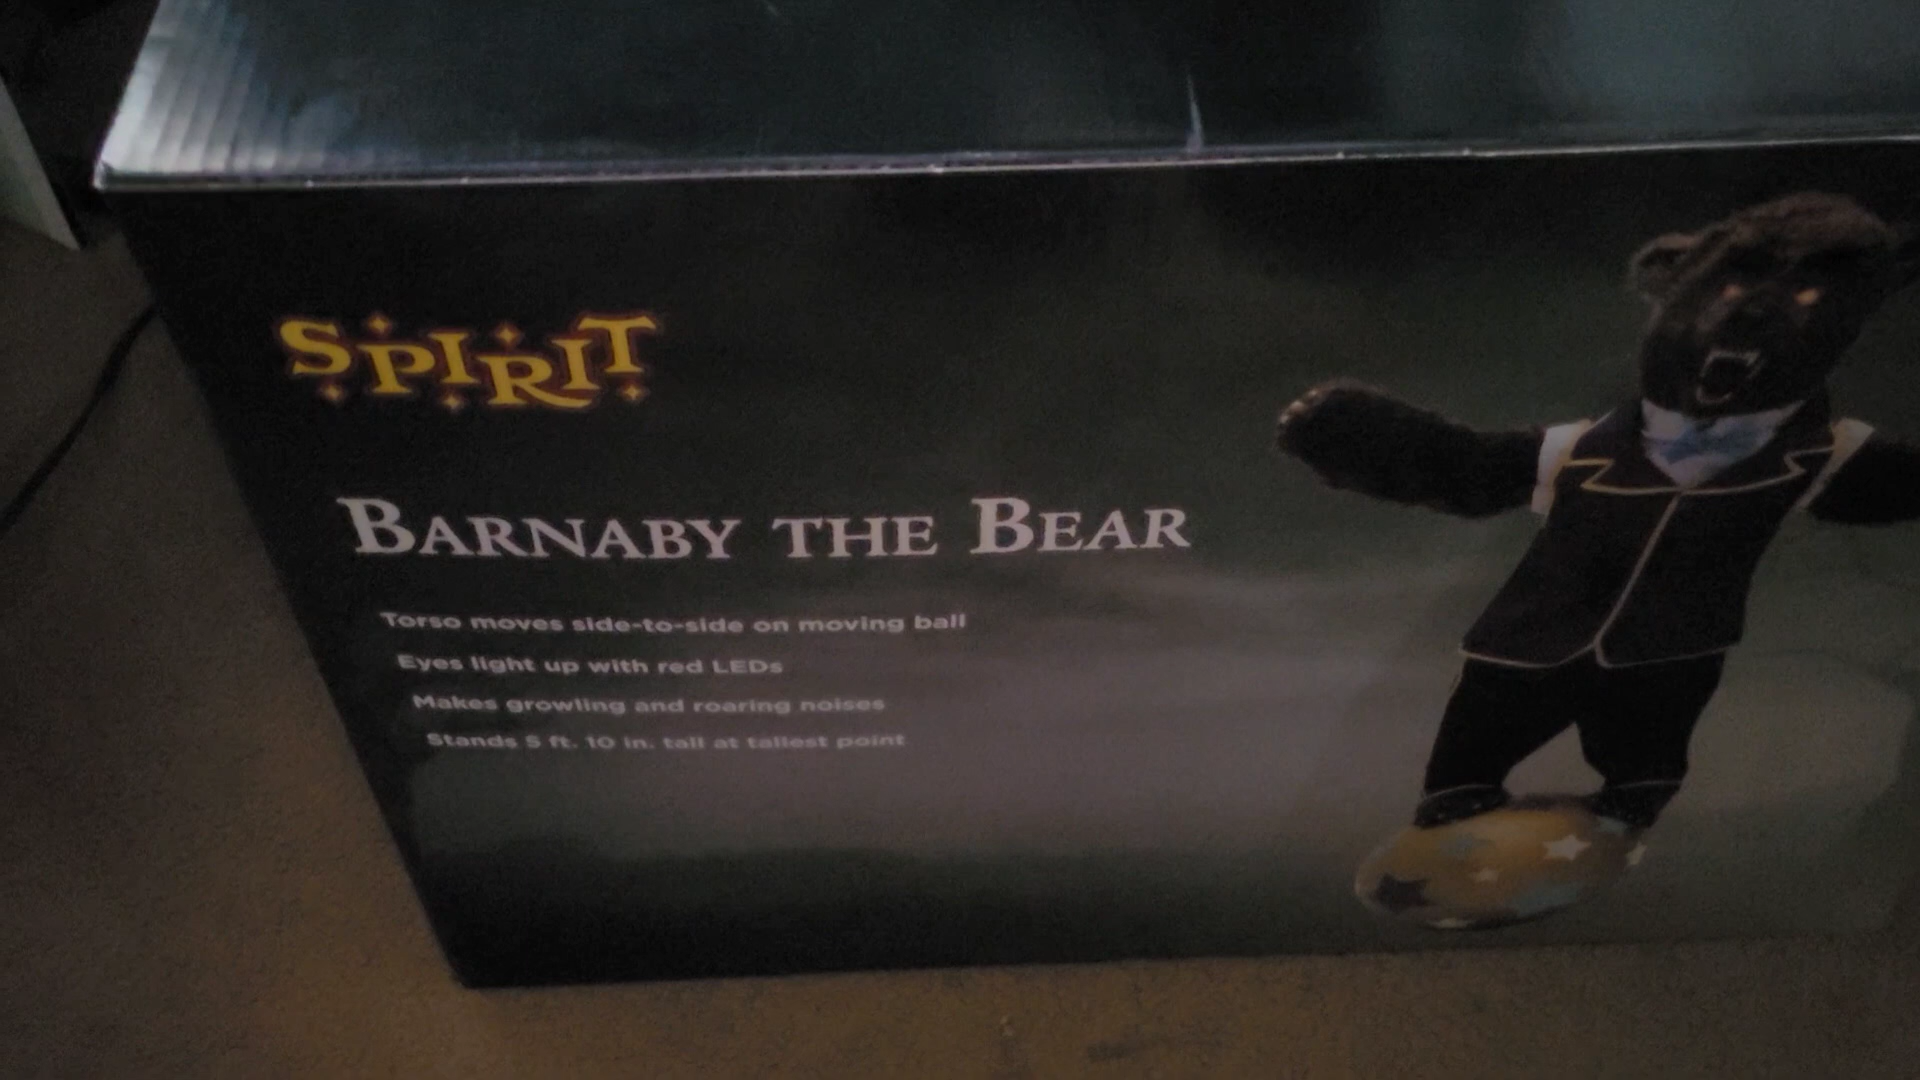 SPIRIT
BARNABY THE BEAR
Torso moves side-to-side on moving ball
Eyes light up with red LEDs
Makes growling and roaring noises
Stands 5 ft. 10 in. tall at tallest point